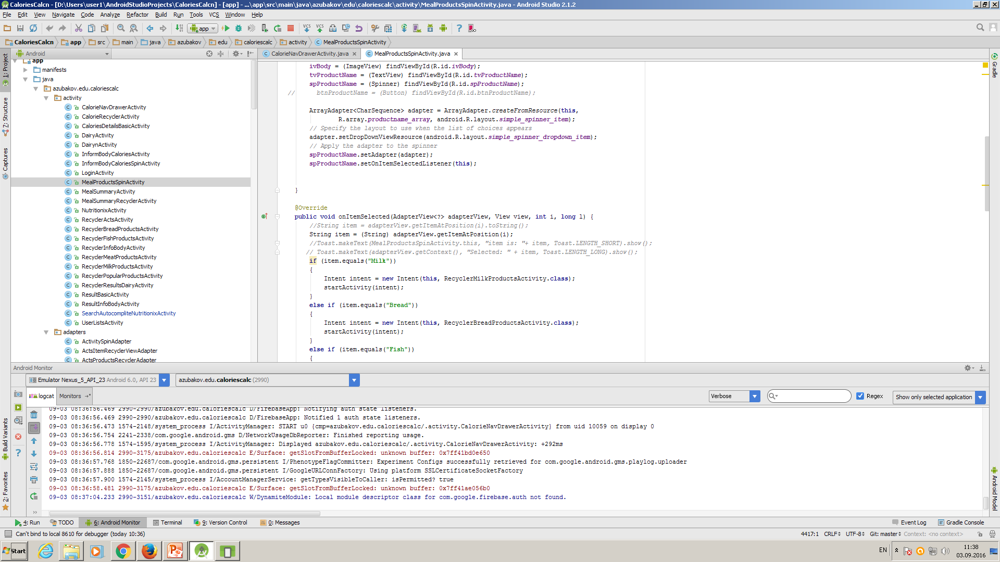 CaloriesCalcn - [D:\Users\user1\AndroidStudioProjects\CaloriesCalcn] - [app] - ...\app\src\main\java\azubakov\edu\caloriescalc\activity\MealProductsSpinActivity.java - Android Studio 2.1.2
File Edit View Navigate Code Analyze Refactor Build Run Tools VCS Window Help
app
CaloriesCalcn app src main java azubakov edu caloriescalc activity MealProductsSpinActivity
Android
CalorieNavDrawerActivity.java MealProductsSpinActivity.java
1: Project
Z: Structure
Captures
Build Variants
2: Favorites
app
manifests
java
azubakov.edu.caloriescalc
activity
CalorieNavDrawerActivity
CalorieRecyclerActivity
CaloriesDetailsBasicActivity
DairyActivity
DairynActivity
InformBodyCaloriesActivity
InformBodyCaloriesSpinActivity
LoginActivity
MealProductsSpinActivity
MealSummaryActivity
MealSummaryRecyclerActivity
NutritionixActivity
RecyclerActsActivity
RecyclerBreadProductsActivity
RecyclerFishProductsActivity
RecyclerInfoBodyActivity
RecyclerMeatProductsActivity
RecyclerMilkProductsActivity
RecyclerPopularProductsActivity
RecyclerResultsDairyActivity
ResultBasicActivity
ResultInfoBodyActivity
SearchAutocompliteNutritionixActivity
UserListsActivity
adapters
ActivitySpinAdapter
ActsItemRecyclerViewAdapter
ActsProductsRecyclerAdapter
ivBody = (ImageView) findViewById(R.id.ivBody);
tvProductName = (TextView) findViewById(R.id.tvProductName);
spProductName = (Spinner) findViewById(R.id.spProductName);
// btnProductName = (Button) findViewById(R.id.btnProductName);
ArrayAdapter<CharSequence> adapter = ArrayAdapter.createFromResource(this,
R.array.productname_array, android.R.layout.simple_spinner_item);
// Specify the layout to use when the list of choices appears
adapter.setDropDownViewResource(android.R.layout.simple_spinner_dropdown_item);
// Apply the adapter to the spinner
spProductName.setAdapter(adapter);
spProductName.setOnItemSelectedListener(this);
}
@Override
public void onItemSelected(AdapterView<?> adapterView, View view, int i, long l) {
//String item = adapterView.getItemAtPosition(i).toString();
String item = (String) adapterView.getItemAtPosition(i);
//Toast.makeText(MealProductsSpinActivity.this, "item is: "+ item, Toast.LENGTH_SHORT).show();
// Toast.makeText(adapterView.getContext(), "Selected: " + item, Toast.LENGTH_LONG).show();
if (item.equals("Milk"))
{
Intent intent = new Intent(this, RecyclerMilkProductsActivity.class);
startActivity(intent);
}
else if (item.equals("Bread"))
{
Intent intent = new Intent(this, RecyclerBreadProductsActivity.class);
startActivity(intent);
}
else if (item.equals("Fish"))
{
Gradle
Android Model
Android Monitor
Emulator Nexus_5_API_23 Android 6.0, API 23 azubakov.edu.caloriescalc (2990)
logcat Monitors Verbose Regex Show only selected application
09-03 08:36:56.469 2990-2990/azubakov.edu.caloriescalc D/FirebaseApp: Notifying auth state listeners.
09-03 08:36:56.469 2990-2990/azubakov.edu.caloriescalc D/FirebaseApp: Notified 1 auth state listeners.
09-03 08:36:56.473 1574-2148/system_process I/ActivityManager: START u0 {cmp=azubakov.edu.caloriescalc/.activity.CalorieNavDrawerActivity} from uid 10059 on display 0
09-03 08:36:56.754 2241-2338/com.google.android.gms D/NetworkUsageDbReporter: Finished reporting usage.
09-03 08:36:56.778 1574-1595/system_process I/ActivityManager: Displayed azubakov.edu.caloriescalc/.activity.CalorieNavDrawerActivity: +292ms
09-03 08:36:56.814 2990-3175/azubakov.edu.caloriescalc E/Surface: getSlotFromBufferLocked: unknown buffer: 0x7ff41bd0e650
09-03 08:36:57.768 1850-22687/com.google.android.gms.persistent I/PhenotypeFlagCommitter: Experiment Configs successfully retrieved for com.google.android.gms.playlog.uploader
09-03 08:36:57.888 1850-22687/com.google.android.gms.persistent I/GoogleURLConnFactory: Using platform SSLCertificateSocketFactory
09-03 08:36:57.900 1574-2145/system_process I/AccountManagerService: getTypesVisibleToCaller: isPermitted? true
09-03 08:36:58.481 2990-3175/azubakov.edu.caloriescalc E/Surface: getSlotFromBufferLocked: unknown buffer: 0x7ff41ae056b0
09-03 08:37:04.233 2990-3151/azubakov.edu.caloriescalc W/DynamiteModule: Local module descriptor class for com.google.firebase.auth not found.
4: Run TODO 6: Android Monitor Terminal 9: Version Control 0: Messages Event Log Gradle Console
Can't bind to local 8610 for debugger (today 10:36) 4417:1 CRLF UTF-8 Git: master Context: <no context>
Start EN 11:38
03.09.2016